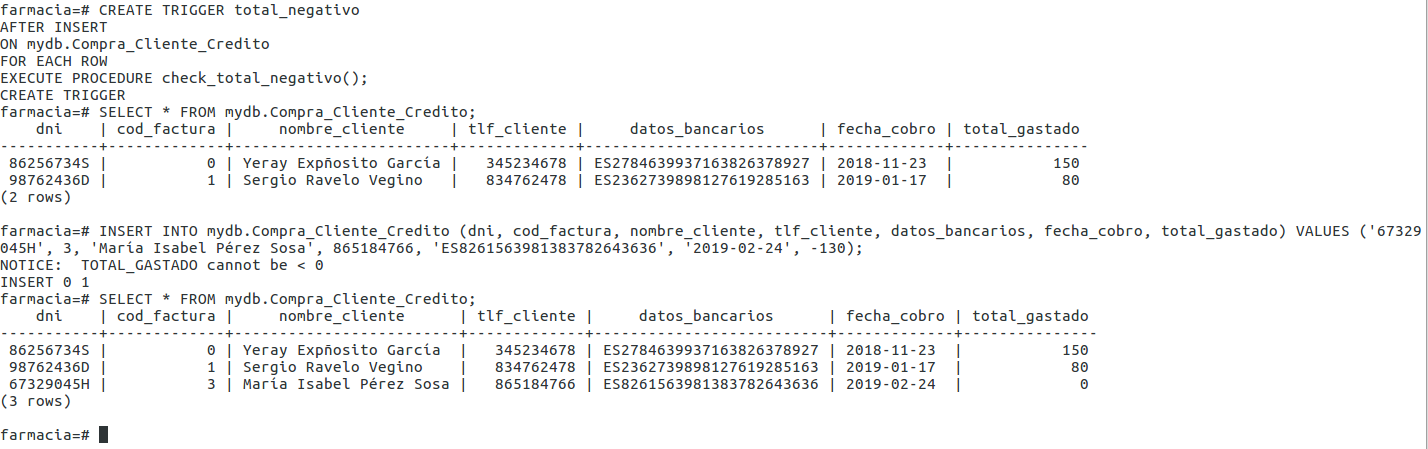 farmacia=# CREATE TRIGGER total_negativo
AFTER INSERT
ON mydb.Compra_Cliente_Credito
FOR EACH ROW
EXECUTE PROCEDURE check_total_negativo();
CREATE TRIGGER
farmacia=# SELECT * FROM mydb.Compra_Cliente_Credito;
    dni    | cod_factura |     nombre_cliente     | tlf_cliente |     datos_bancarios      | fecha_cobro | total_gastado
-----------+-------------+------------------------+-------------+--------------------------+-------------+---------------
 86256734S |           0 | Yeray Expñosito García |   345234678 | ES2784639937163826378927 | 2018-11-23  |           150
 98762436D |           1 | Sergio Ravelo Vegino   |   834762478 | ES2362739898127619285163 | 2019-01-17  |            80
(2 rows)

farmacia=# INSERT INTO mydb.Compra_Cliente_Credito (dni, cod_factura, nombre_cliente, tlf_cliente, datos_bancarios, fecha_cobro, total_gastado) VALUES ('67329
045H', 3, 'María Isabel Pérez Sosa', 865184766, 'ES8261563981383782643636', '2019-02-24', -130);
NOTICE:  TOTAL_GASTADO cannot be < 0
INSERT 0 1
farmacia=# SELECT * FROM mydb.Compra_Cliente_Credito;
    dni    | cod_factura |     nombre_cliente      | tlf_cliente |     datos_bancarios      | fecha_cobro | total_gastado
-----------+-------------+-------------------------+-------------+--------------------------+-------------+---------------
 86256734S |           0 | Yeray Expñosito García  |   345234678 | ES2784639937163826378927 | 2018-11-23  |           150
 98762436D |           1 | Sergio Ravelo Vegino    |   834762478 | ES2362739898127619285163 | 2019-01-17  |            80
 67329045H |           3 | María Isabel Pérez Sosa |   865184766 | ES8261563981383782643636 | 2019-02-24  |             0
(3 rows)

farmacia=#